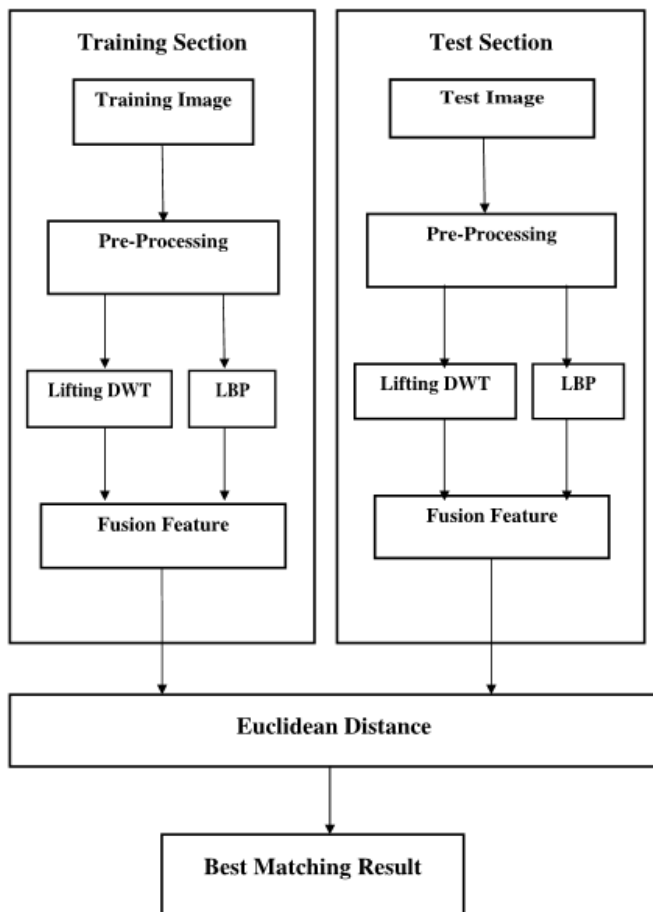 Training Section
Training Image
Pre-Processing
Lifting DWT
LBP
Fusion Feature
Test Section
Test Image
Pre-Processing
Lifting DWT
LBP
Fusion Feature
Euclidean Distance
Best Matching Result